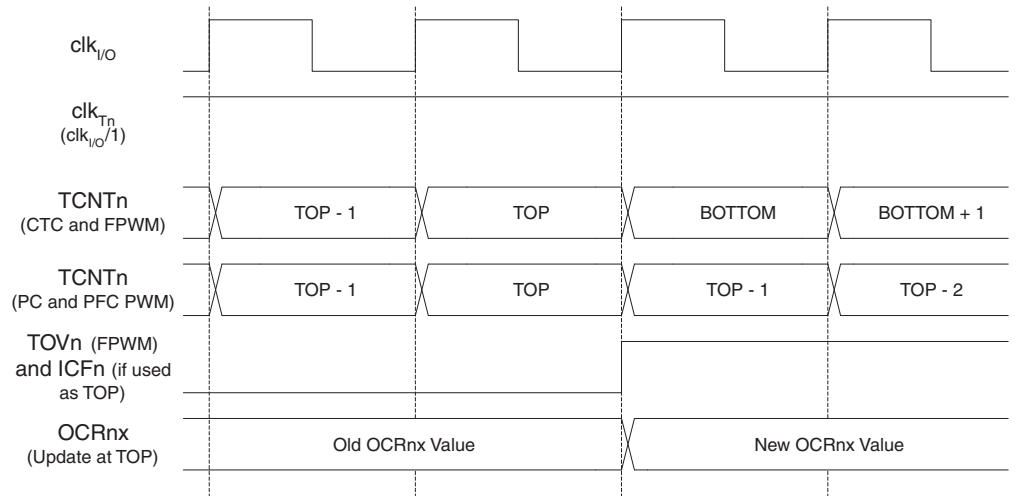 clkI/O
clkTn
(clkI/O/1)
TCNTn
(CTC and FPWM)
TOP - 1
TOP
BOTTOM
BOTTOM + 1
TCNTn
(PC and PFC PWM)
TOP - 1
TOP
TOP - 1
TOP - 2
TOVn (FPWM)
and ICFn (if used
as TOP)
OCRnx
(Update at TOP)
Old OCRnx Value
New OCRnx Value